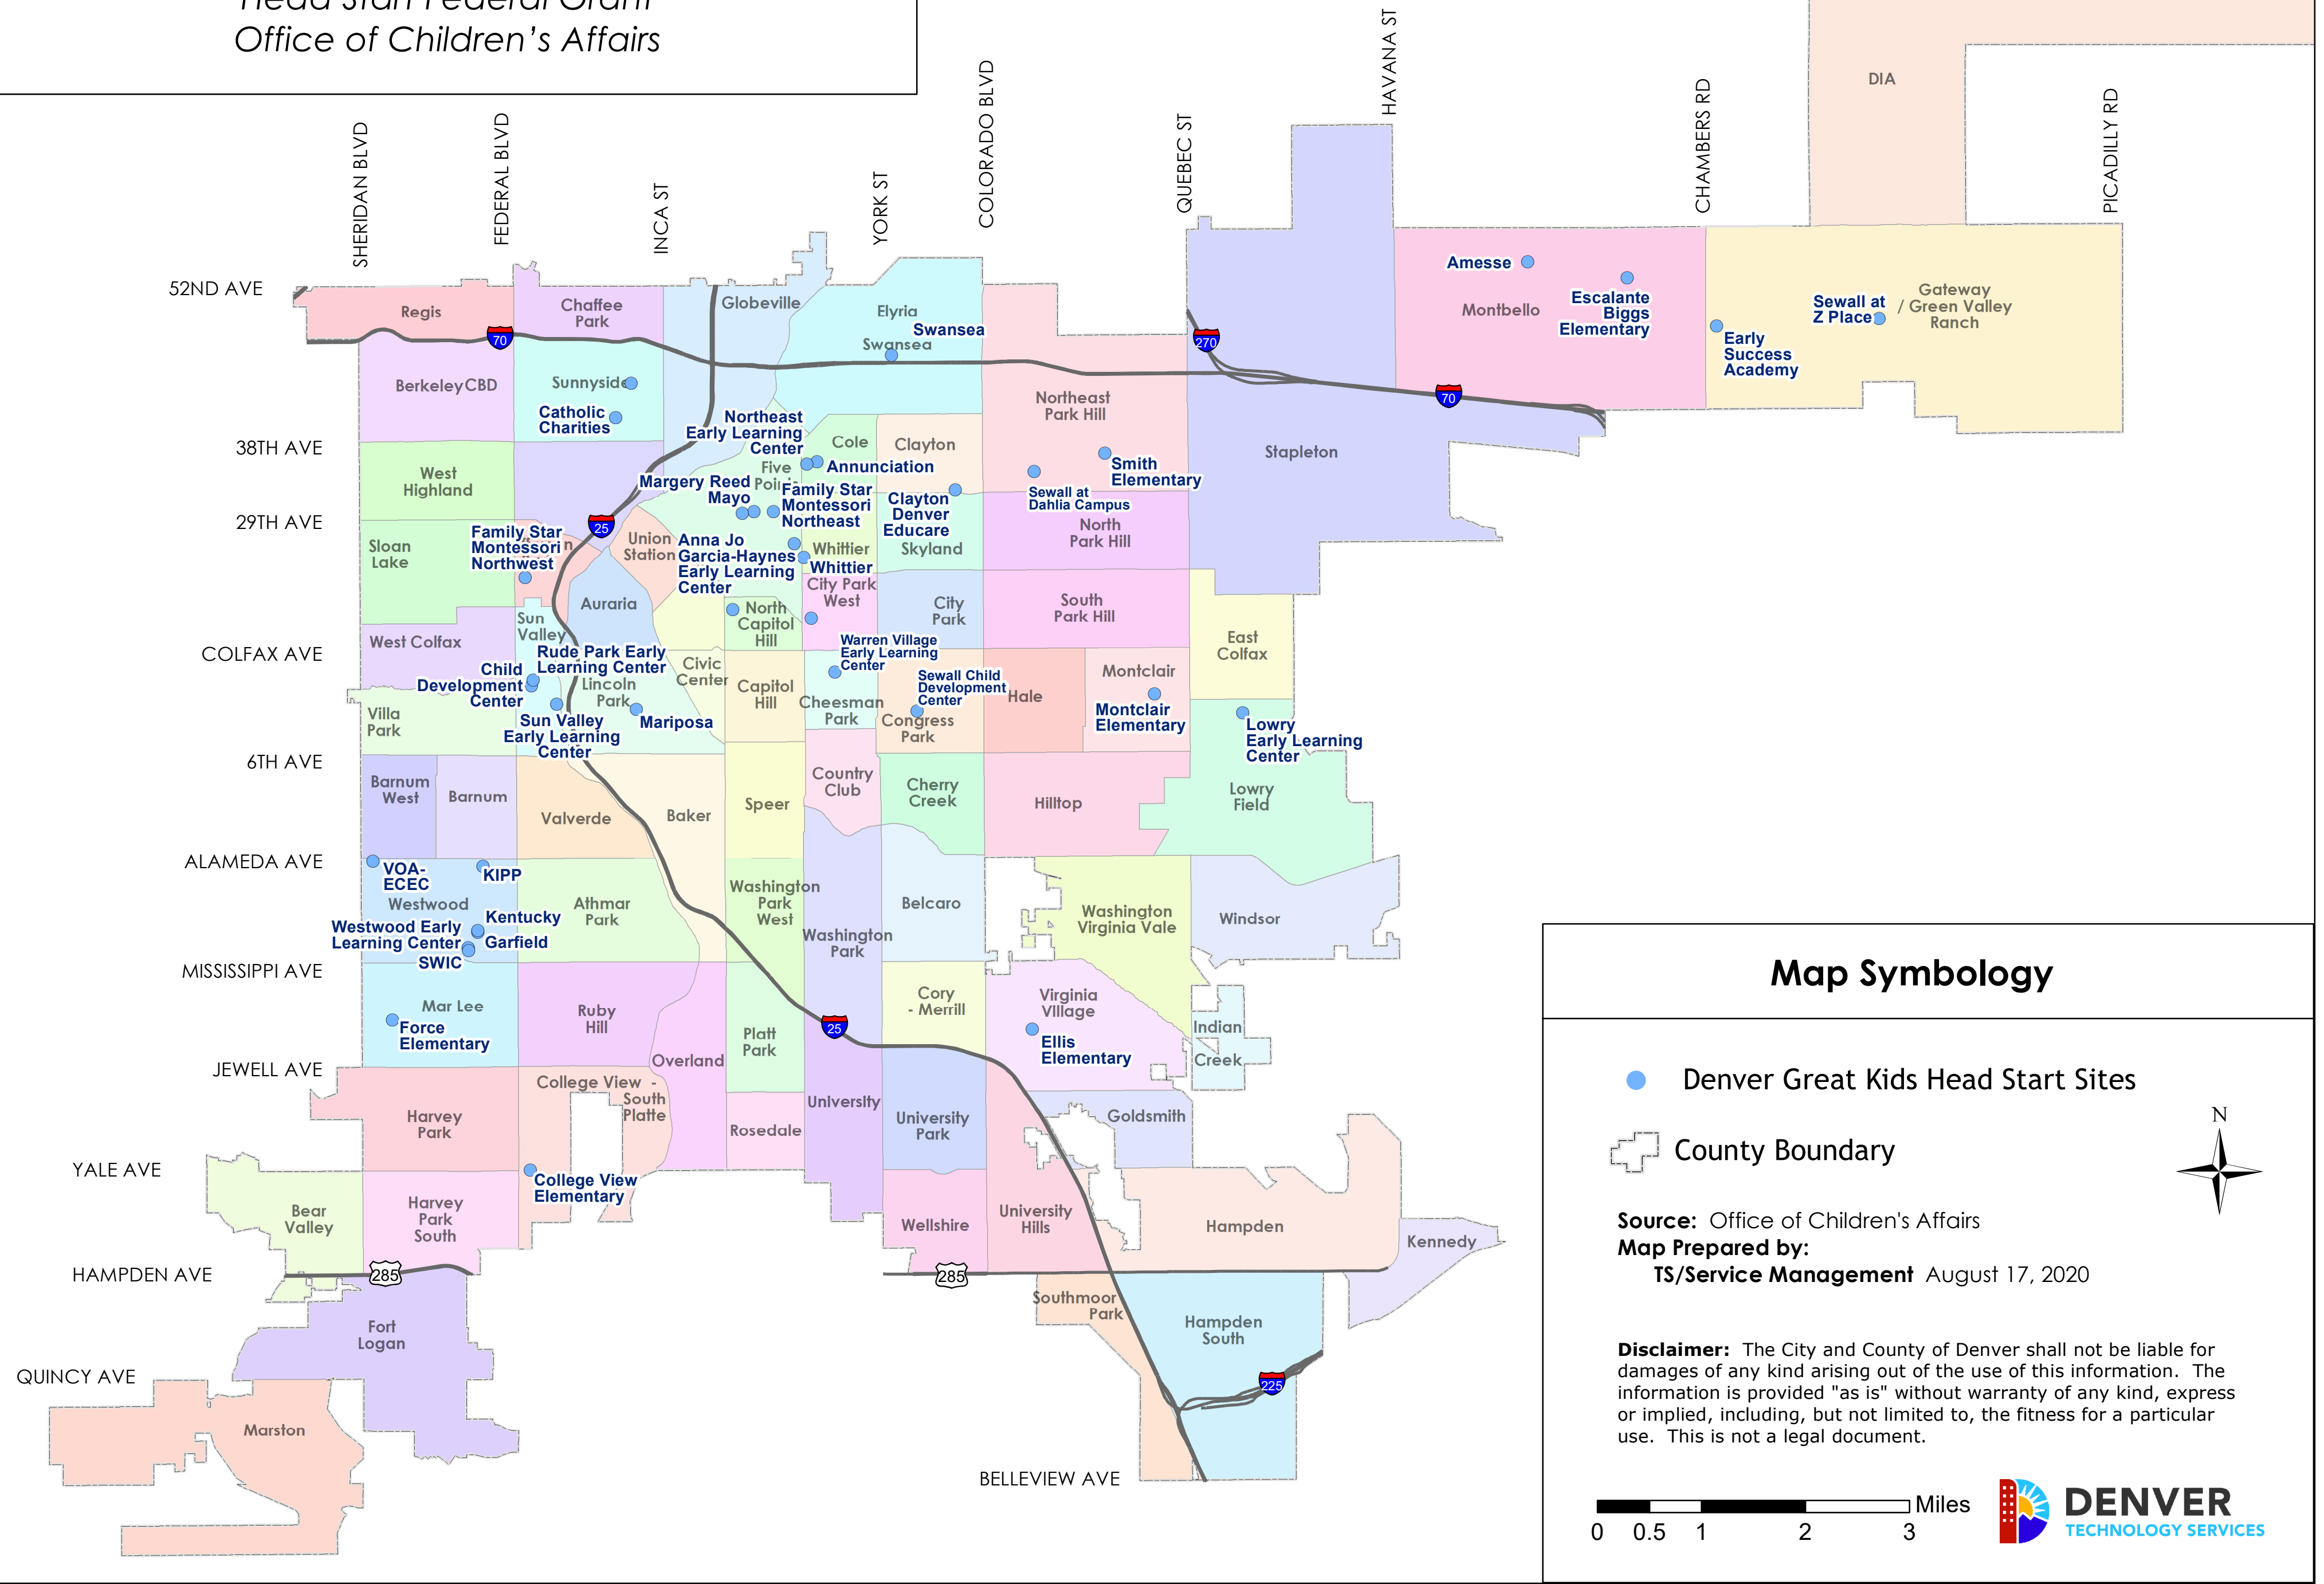 Head Start Federal Grant
Office of Children's Affairs
SHERIDAN BLVD
FEDERAL BLVD
INCA ST
YORK ST
COLORADO BLVD
QUEBEC ST
HAVANA ST
CHAMBERS RD
PICADILLY RD
DIA
52ND AVE
38TH AVE
29TH AVE
COLFAX AVE
6TH AVE
ALAMEDA AVE
MISSISSIPPI AVE
JEWELL AVE
YALE AVE
HAMPDEN AVE
QUINCY AVE
BELLEVIEW AVE
Regis
Chaffee
Park
Globeville
Elyria
Swansea
Swansea
70
Berkeley
CBD
Sunnyside
Catholic
Charities
270
Amesse
Montbello
Escalante
Biggs
Elementary
Early
Success
Academy
Sewall at
Z Place
Gateway
/ Green Valley
Ranch
70
Stapleton
Northeast
Park Hill
Smith
Elementary
Sewall at
Dahlia Campus
North
Park Hill
South
Park Hill
West
Highland
Northeast
Early Learning
Center
Cole
Clayton
Annunciation
Five
Margery Reed
Mayo
Family Star
Montessori
Northeast
Clayton
Denver
Educare
Skyland
25
Union
Station
Sloan
Lake
Family Star
Montessori
Northwest
Anna Jo
Garcia-Haynes
Early Learning
Center
Whittier
Whittier
City Park
West
City
Park
Auraria
North
Capitol
Hill
West Colfax
Sun
Valley
Rude Park Early
Learning Center
Child
Development
Center
Lincoln
Park
Civic
Center
Capitol
Hill
Warren Village
Early Learning
Center
Cheesman
Park
Sewall Child
Development
Center
Congress
Park
Hale
Montclair
Montclair
Elementary
East
Colfax
Lowry
Early Learning
Center
Lowry
Field
Villa
Park
Sun Valley
Early Learning
Center
Mariposa
Barnum
West
Barnum
Valverde
Baker
Speer
Country
Club
Cherry
Creek
Hilltop
VOA-
ECEC
KIPP
Westwood
Westwood Early
Learning Center
Kentucky
Garfield
SWIC
Athmar
Park
Washington
Park
West
Washington
Park
Belcaro
Washington
Virginia Vale
Windsor
Mar Lee
Force
Elementary
Ruby
Hill
Overland
Platt
Park
25
Cory
- Merrill
Virginia
VIllage
Ellis
Elementary
Indian
Creek
Harvey
Park
College View -
South
Platte
Rosedale
University
University
Park
Goldsmith
Bear
Valley
Harvey
Park
South
College View
Elementary
Wellshire
University
Hills
Hampden
Kennedy
285
285
Fort
Logan
Southmoor
Park
Hampden
South
225
Marston
Map Symbology
Denver Great Kids Head Start Sites
County Boundary
N
Source: Office of Children's Affairs
Map Prepared by:
TS/Service Management August 17, 2020
Disclaimer: The City and County of Denver shall not be liable for
damages of any kind arising out of the use of this information. The
information is provided "as is" without warranty of any kind, express
or implied, including, but not limited to, the fitness for a particular
use. This is not a legal document.
Miles
0 0.5 1 2 3
DENVER
TECHNOLOGY SERVICES